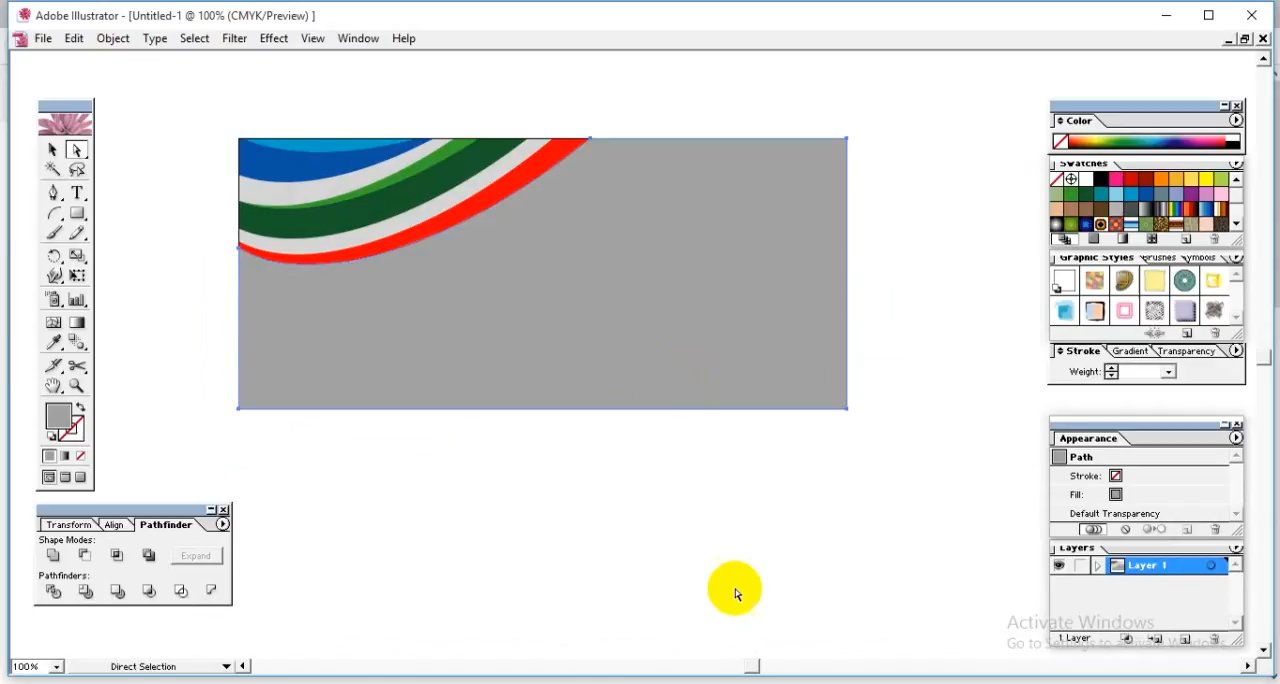 Adobe Illustrator - [Untitled-1 @ 100% (CMYK/Preview) ]
File Edit Object Type Select Filter Effect View Window Help
Color
Swatches
Graphic Styles Brushes Symbols
Stroke Gradient Transparency
Weight:
Appearance
Path
Stroke:
Fill:
Default Transparency
Layers
Layer 1
1 Layer
Transform Align Pathfinder
Shape Modes:
Expand
Pathfinders:
Activate Windows
Go to Settings to activate Windows.
100% Direct Selection